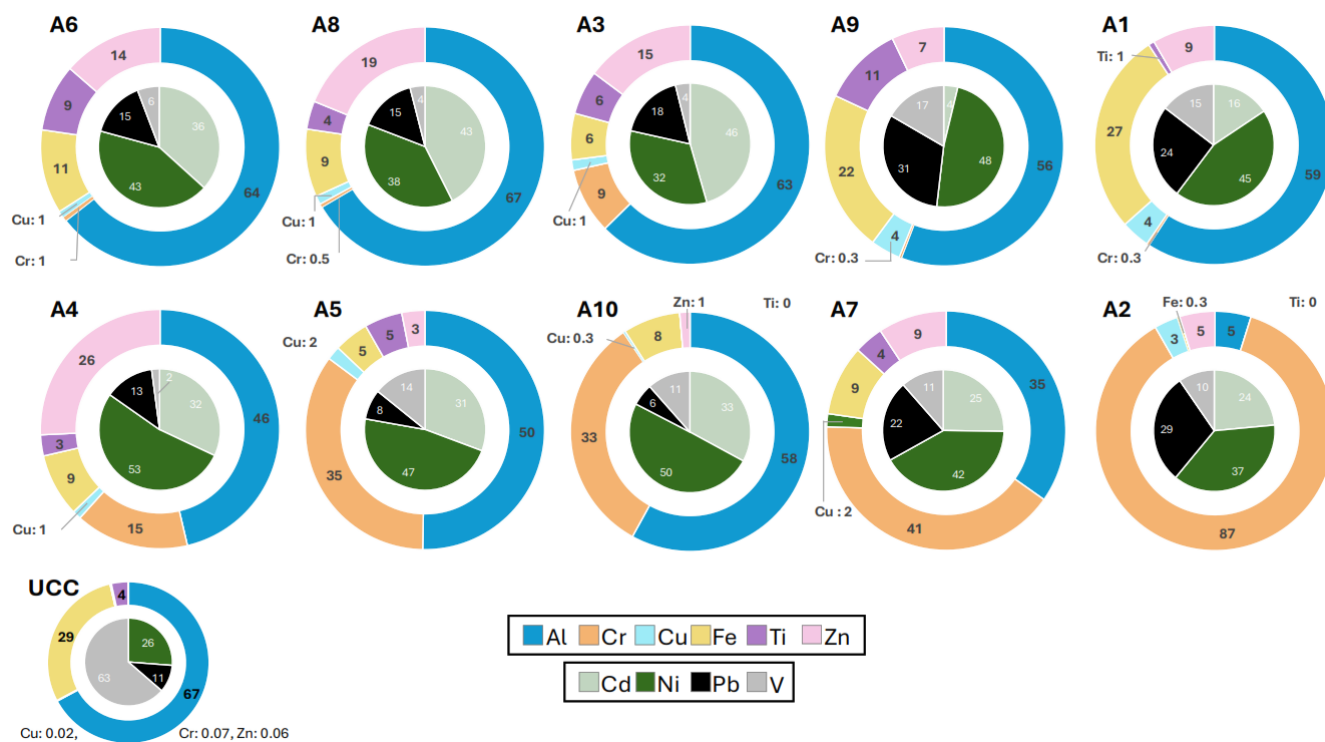 A6
14
9
11
64
6
36
15
43
Cu: 1
Cr: 1
A8
19
4
9
67
4
43
15
38
Cu: 1
Cr: 0.5
A3
15
6
6
9
63
4
46
18
32
Cu: 1
A9
7
11
22
4
56
17
4
48
31
Cr: 0.3
A1
Ti: 1
9
27
4
59
15
16
24
45
Cr: 0.3
A4
26
3
9
15
46
2
13
32
53
Cu: 1
A5
Cu: 2
3
5
5
35
50
14
31
8
47
A10
Zn: 1
Ti: 0
Cu: 0.3
8
33
58
11
33
6
50
A7
9
4
9
35
41
11
25
22
42
Cu : 2
A2
Fe: 0.3
Ti: 0
3
5
5
87
10
24
29
37
UCC
4
29
67
26
63
11
Cu: 0.02,
Cr: 0.07, Zn: 0.06
Al Cr Cu Fe Ti Zn
Cd Ni Pb V